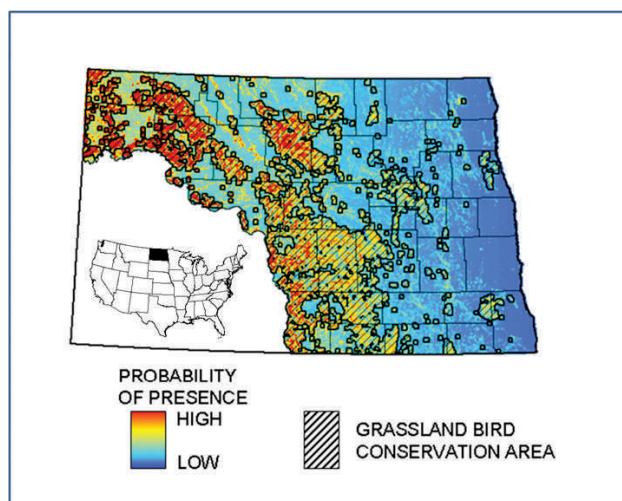 PROBABILITY
OF PRESENCE
HIGH
LOW
GRASSLAND BIRD
CONSERVATION AREA